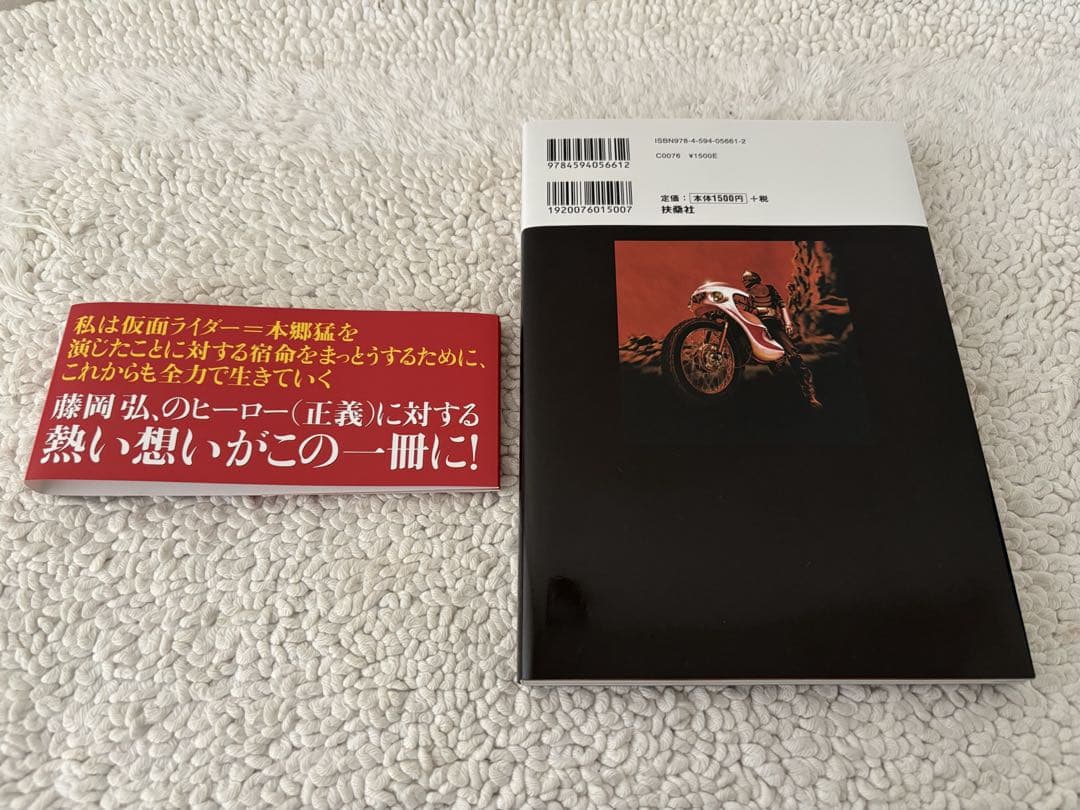 私は仮面ライダー＝本郷猛を
演じたことに対する宿命をまっとうするために、
これからも全力で生きていく
藤岡 弘、のヒーロー（正義）に対する
熱い想いがこの一冊に！
9784594056612
1920076015007
ISBN978-4-594-05661-2
C0076 ¥1500E
定価：本体1500円＋税
扶桑社